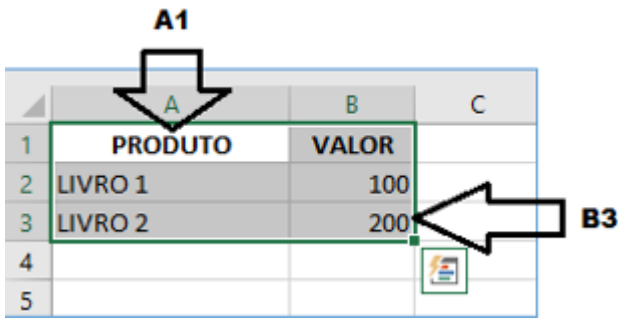 A1
A B C
1 PRODUTO VALOR
2 LIVRO 1 100
3 LIVRO 2 200
B3
4
5